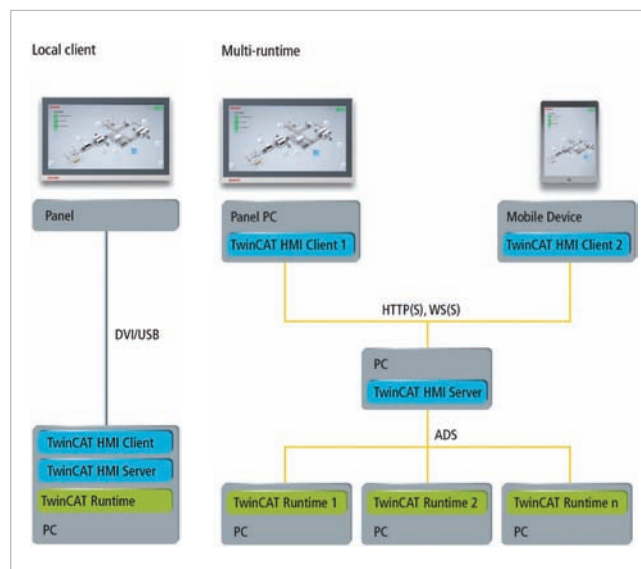 Local client
Multi-runtime
Panel
Panel PC
TwinCAT HMI Client 1
Mobile Device
TwinCAT HMI Client 2
HTTP(S), WS(S)
DVI/USB
PC
TwinCAT HMI Server
ADS
TwinCAT HMI Client
TwinCAT HMI Server
TwinCAT Runtime
PC
TwinCAT Runtime 1
PC
TwinCAT Runtime 2
PC
TwinCAT Runtime n
PC